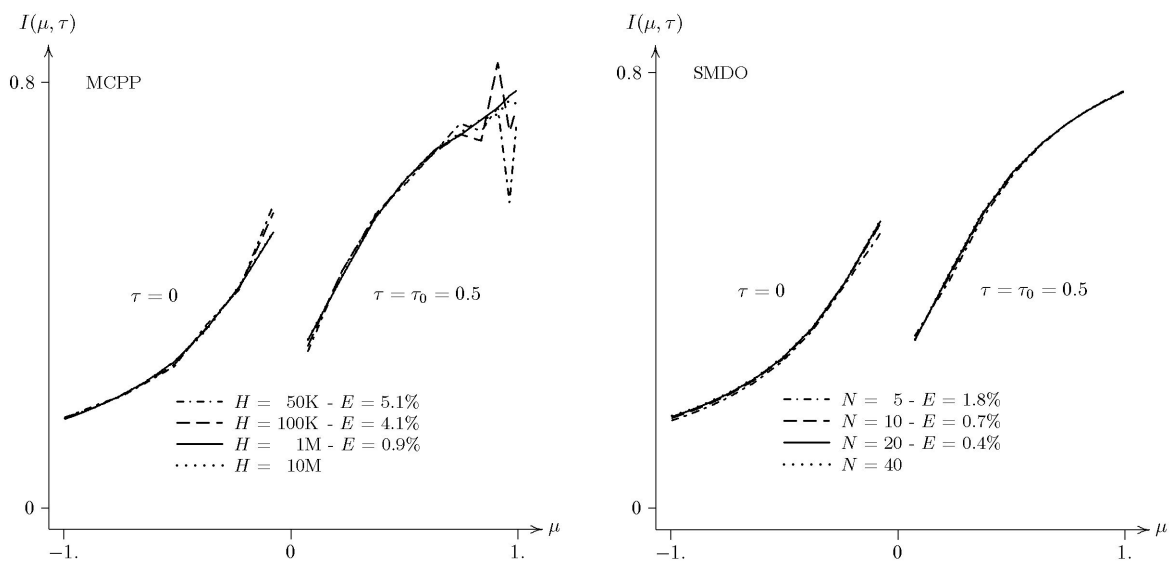 I(μ, τ)
0.8
MCPP
τ = 0
τ = τ₀ = 0.5
H = 50K - E = 5.1%
H = 100K - E = 4.1%
H = 1M - E = 0.9%
H = 10M
0
μ
−1.
0
1.
I(μ, τ)
0.8
SMDO
τ = 0
τ = τ₀ = 0.5
N = 5 - E = 1.8%
N = 10 - E = 0.7%
N = 20 - E = 0.4%
N = 40
0
μ
−1.
0
1.